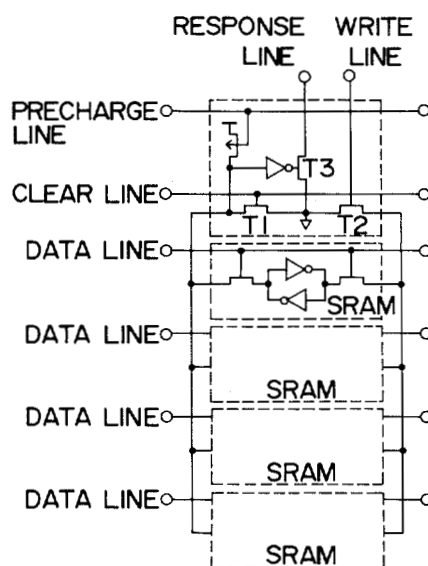 RESPONSE LINE
WRITE LINE
PRECHARGE LINE
T3
CLEAR LINE
T1
T2
DATA LINE
SRAM
DATA LINE
SRAM
DATA LINE
SRAM
DATA LINE
SRAM